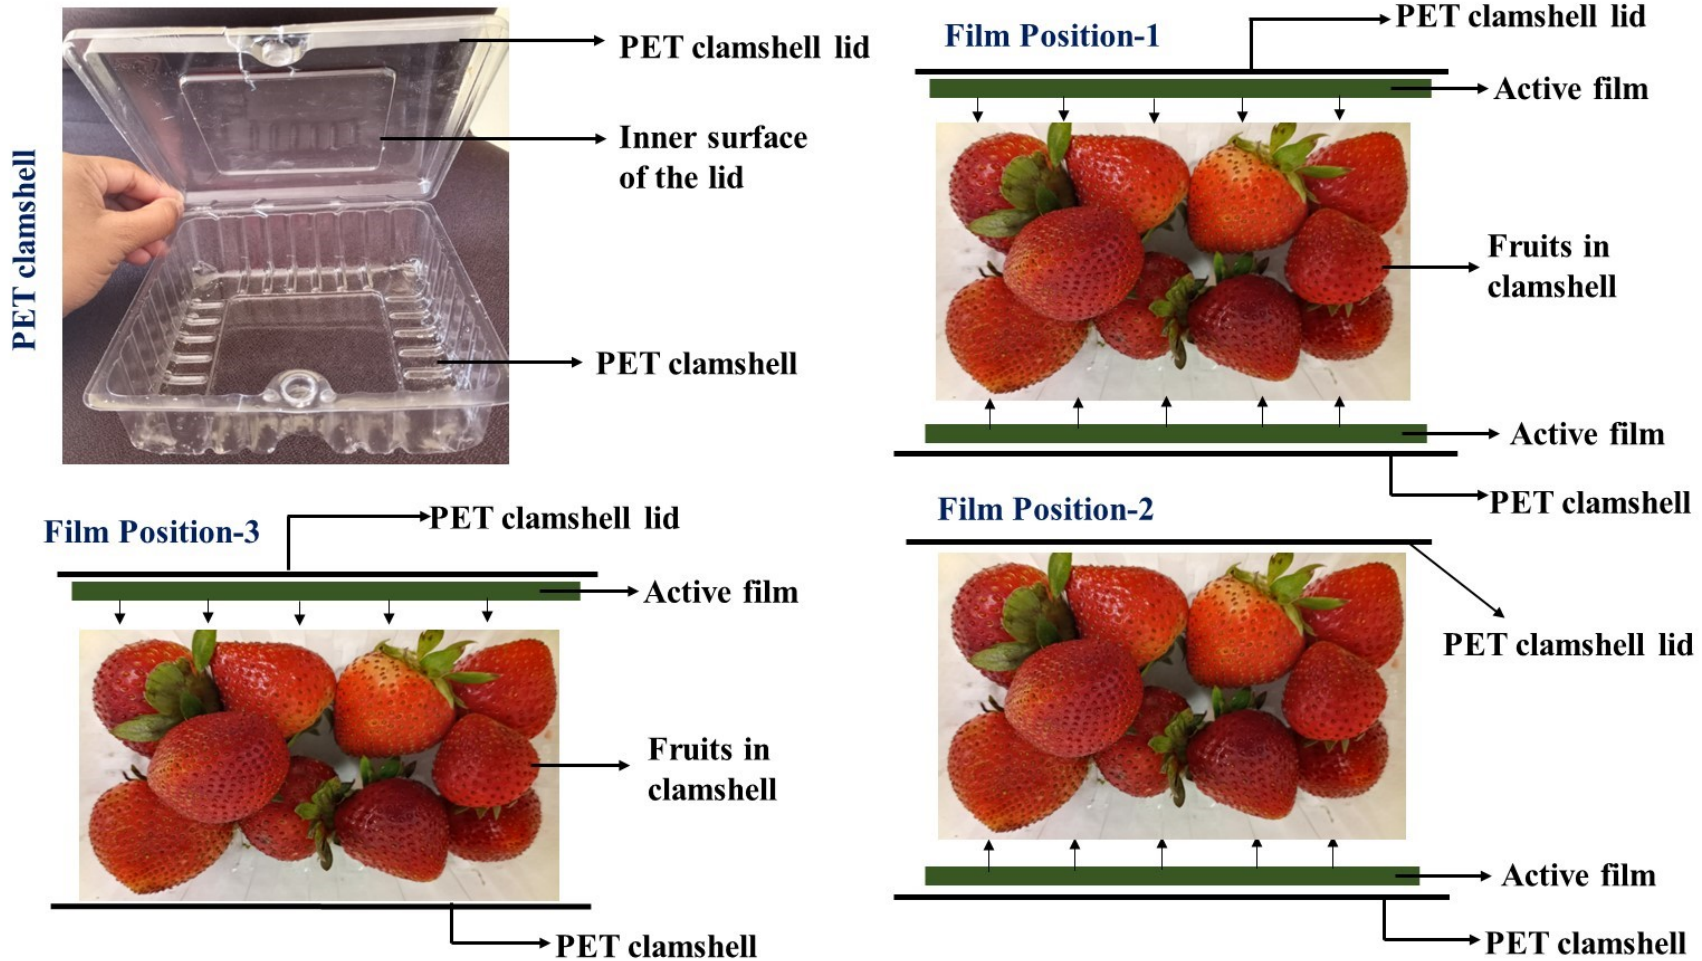 PET clamshell
PET clamshell lid
Inner surface
of the lid
PET clamshell
Film Position-1
PET clamshell lid
Active film
Fruits in
clamshell
Active film
PET clamshell
Film Position-3
PET clamshell lid
Active film
Fruits in
clamshell
PET clamshell
Film Position-2
PET clamshell lid
Active film
PET clamshell